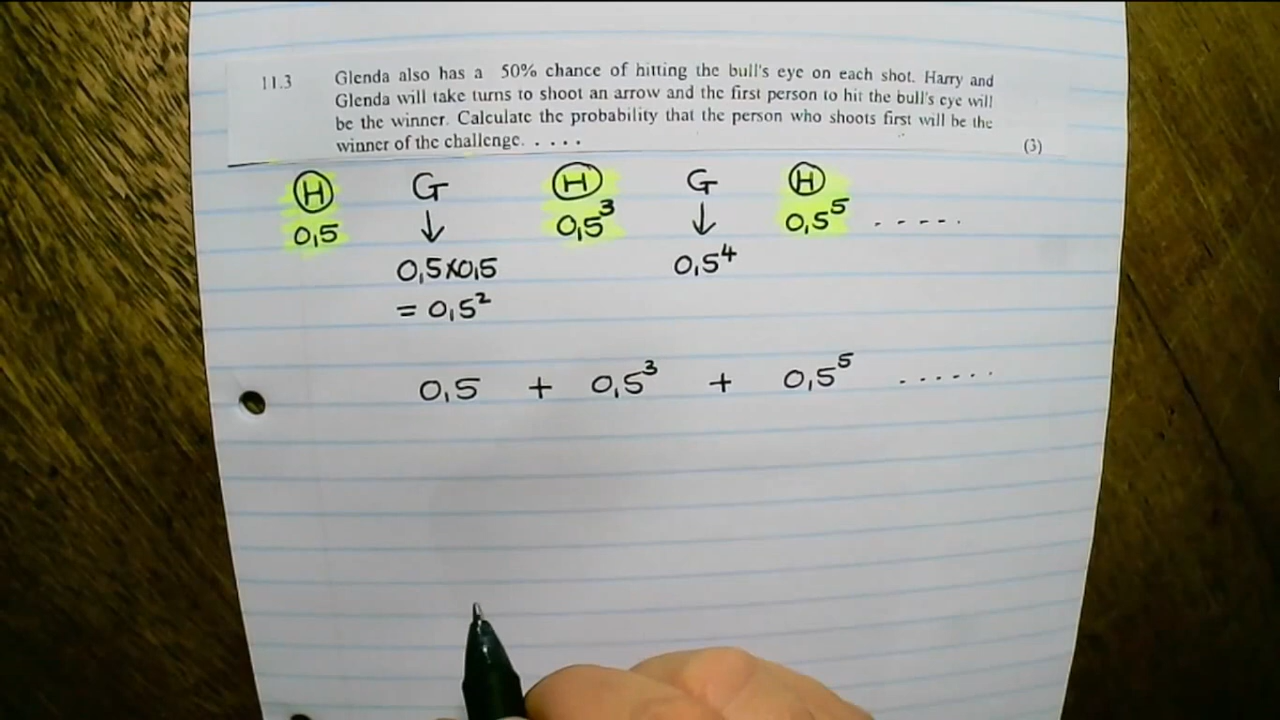 11.3 Glenda also has a 50% chance of hitting the bull's eye on each shot. Harry and
Glenda will take turns to shoot an arrow and the first person to hit the bull's eye will
be the winner. Calculate the probability that the person who shoots first will be the
winner of the challenge. . . . .
(3)
H G H G H
0,5 ↓ 0,5³ ↓ 0,5⁵ - - - - - .
0,5×0,5 0,5⁴
= 0,5²
0,5 + 0,5³ + 0,5⁵ . . . . . .